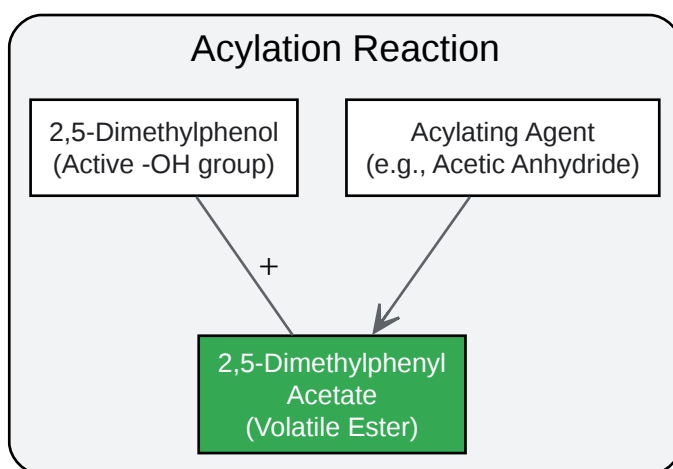 Acylation Reaction
2,5-Dimethylphenol
(Active -OH group)
Acylating Agent
(e.g., Acetic Anhydride)
+
2,5-Dimethylphenyl
Acetate
(Volatile Ester)